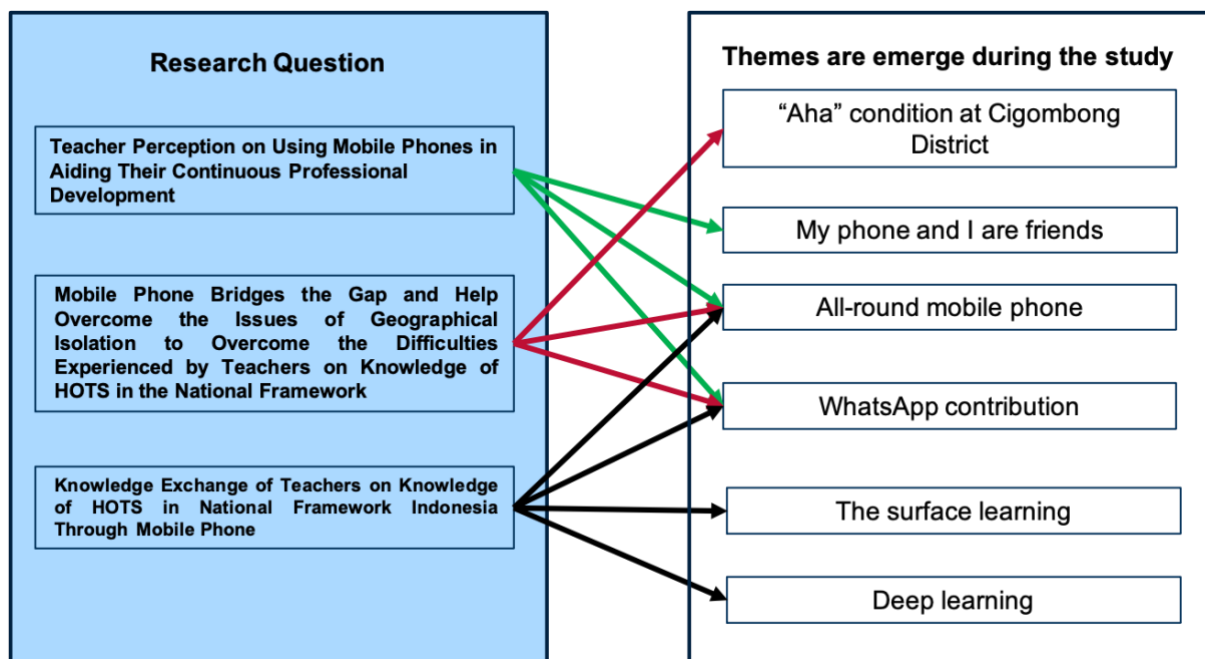 Research Question
Teacher Perception on Using Mobile Phones in
Aiding Their Continuous Professional
Development
Mobile Phone Bridges the Gap and Help
Overcome the Issues of Geographical
Isolation to Overcome the Difficulties
Experienced by Teachers on Knowledge of
HOTS in the National Framework
Knowledge Exchange of Teachers on Knowledge
of HOTS in National Framework Indonesia
Through Mobile Phone
Themes are emerge during the study
“Aha” condition at Cigombong
District
My phone and I are friends
All-round mobile phone
WhatsApp contribution
The surface learning
Deep learning